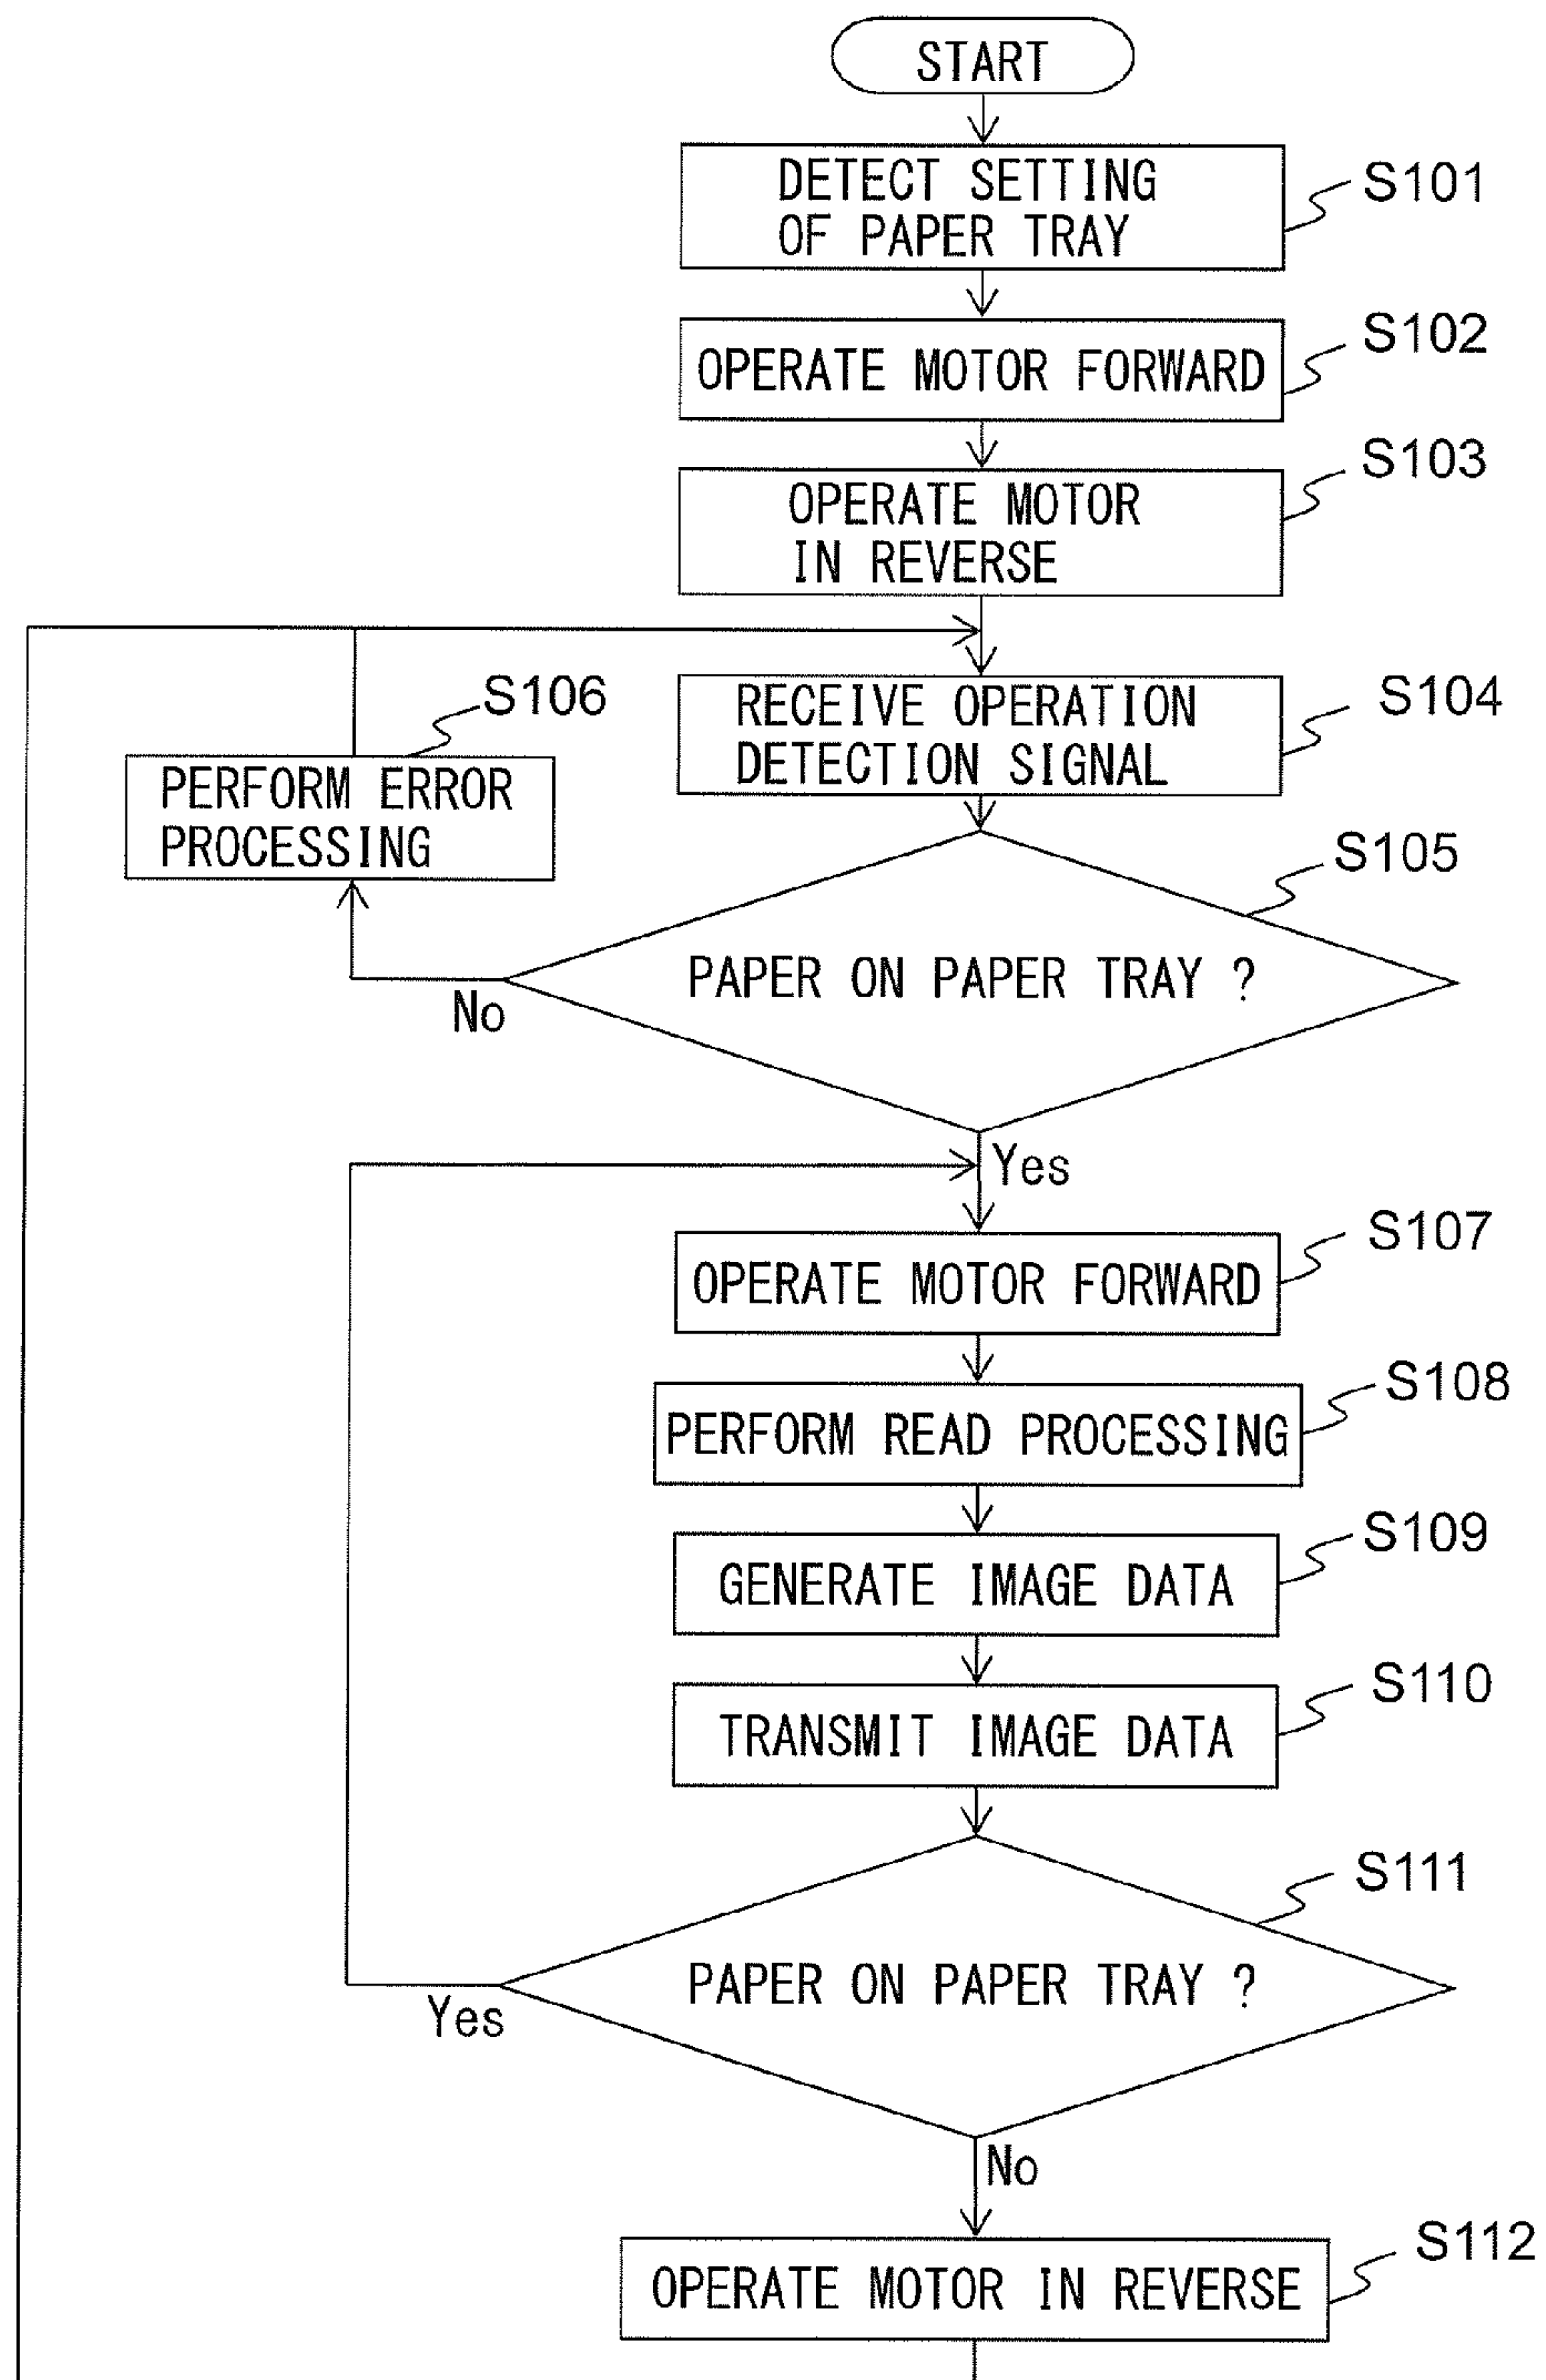 START
DETECT SETTING
OF PAPER TRAY
S101
OPERATE MOTOR FORWARD
S102
OPERATE MOTOR
IN REVERSE
S103
RECEIVE OPERATION
DETECTION SIGNAL
S104
S106
PERFORM ERROR
PROCESSING
S105
PAPER ON PAPER TRAY ?
No
Yes
S107
OPERATE MOTOR FORWARD
S108
PERFORM READ PROCESSING
S109
GENERATE IMAGE DATA
S110
TRANSMIT IMAGE DATA
S111
PAPER ON PAPER TRAY ?
Yes
No
S112
OPERATE MOTOR IN REVERSE